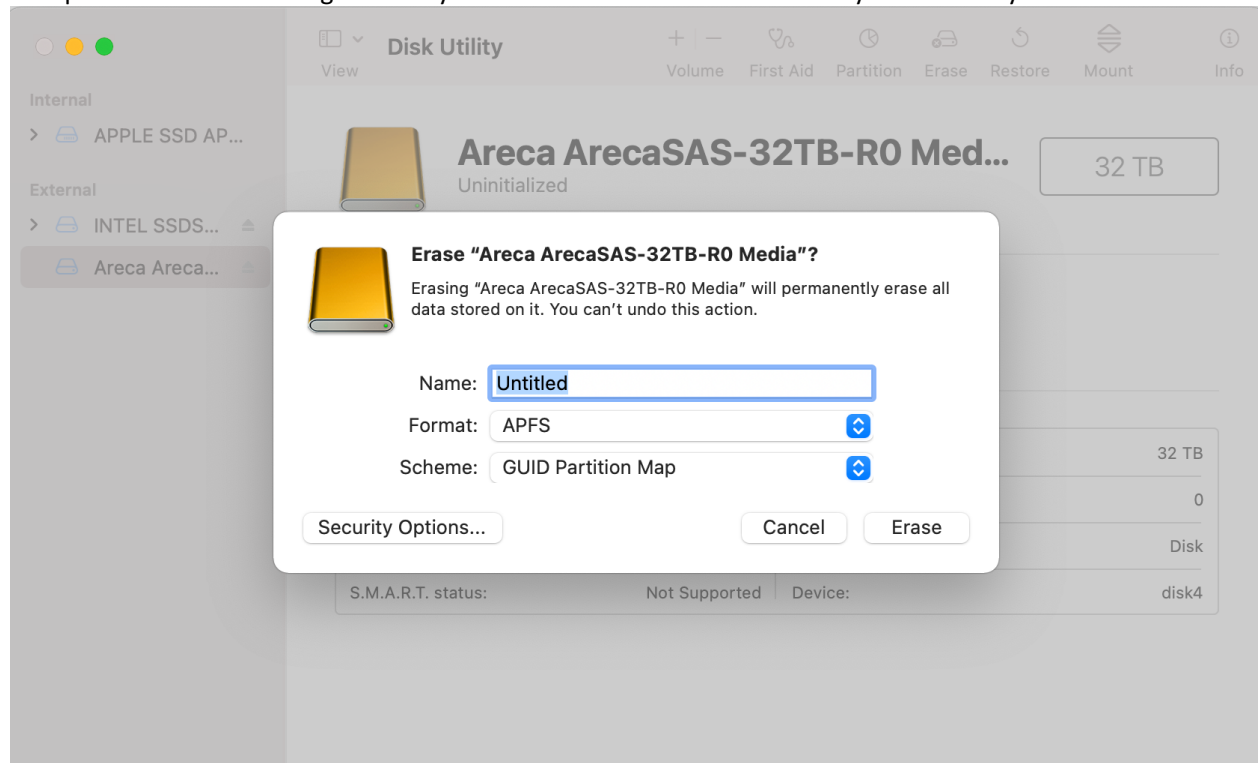 Disk Utility
View
Volume
First Aid
Partition
Erase
Restore
Mount
Info
Internal
APPLE SSD AP...
External
INTEL SSDS...
Areca Areca...
Areca ArecaSAS-32TB-R0 Med...
Uninitialized
32 TB
Erase “Areca ArecaSAS-32TB-R0 Media”?
Erasing “Areca ArecaSAS-32TB-R0 Media” will permanently erase all
data stored on it. You can’t undo this action.
Name: Untitled
Format: APFS
Scheme: GUID Partition Map
Security Options...
Cancel
Erase
32 TB
0
Disk
S.M.A.R.T. status: Not Supported
Device: disk4